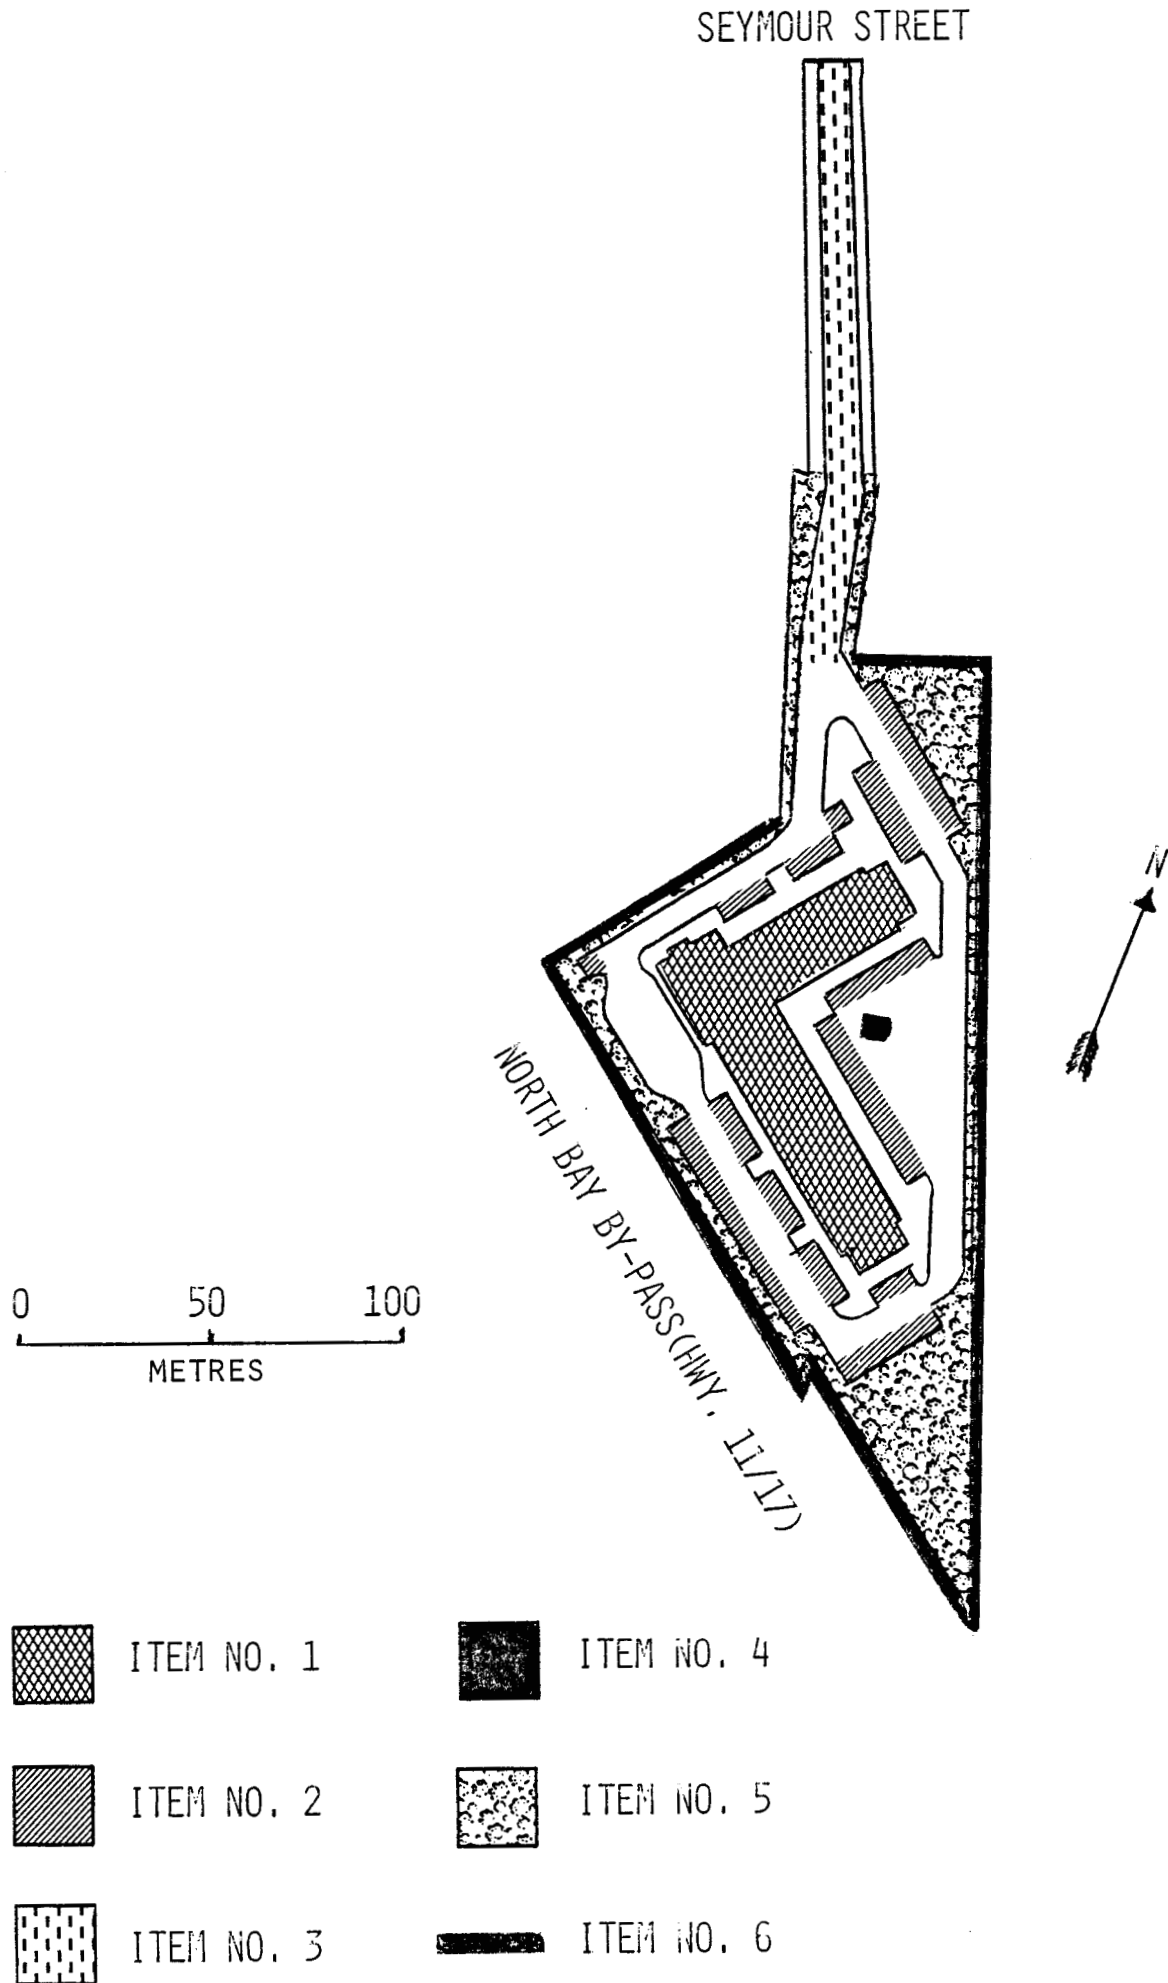 SEYMOUR STREET
N
NORTH BAY BY-PASS(HWY. 11/17)
0 50 100
METRES
ITEM NO. 1
ITEM NO. 4
ITEM NO. 2
ITEM NO. 5
ITEM NO. 3
ITEM NO. 6